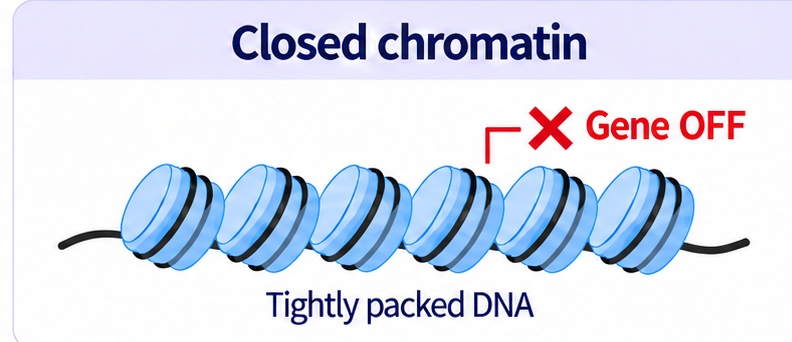 Closed chromatin
Gene OFF
Tightly packed DNA